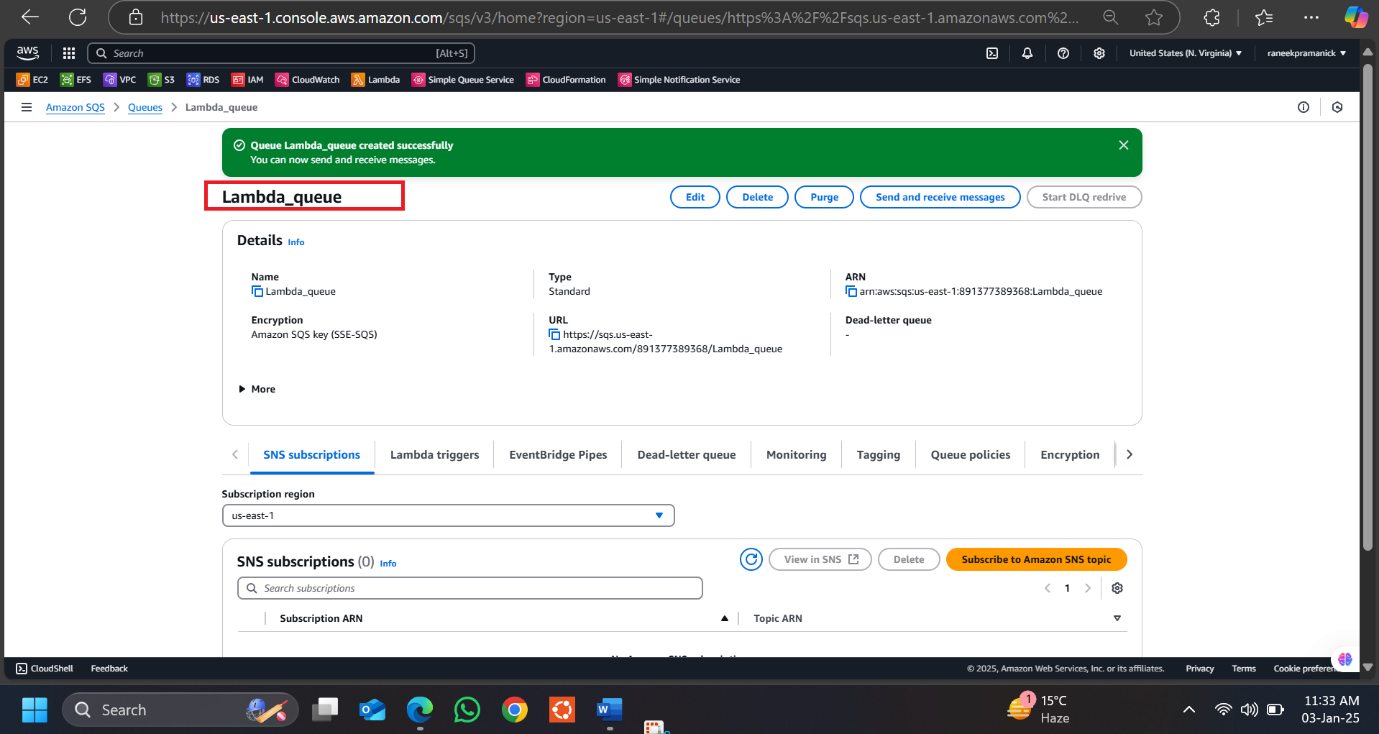 https://us-east-1.console.aws.amazon.com/sqs/v3/home?region=us-east-1#/queues/https%3A%2F%2Fsqs.us-east-1.amazonaws.com%2...
aws Search [Alt+S] United States (N. Virginia) raneekpramanick
EC2 EFS VPC S3 RDS IAM CloudWatch Lambda Simple Queue Service CloudFormation Simple Notification Service
Amazon SQS > Queues > Lambda_queue
Queue Lambda_queue created successfully
You can now send and receive messages.
Lambda_queue Edit Delete Purge Send and receive messages Start DLQ redrive
Details Info
Name Type ARN
Lambda_queue Standard arn:aws:sqs:us-east-1:891377389368:Lambda_queue
Encryption URL Dead-letter queue
Amazon SQS key (SSE-SQS) https://sqs.us-east- -
1.amazonaws.com/891377389368/Lambda_queue
More
SNS subscriptions Lambda triggers EventBridge Pipes Dead-letter queue Monitoring Tagging Queue policies Encryption
Subscription region
us-east-1
SNS subscriptions (0) Info View in SNS Delete Subscribe to Amazon SNS topic
Search subscriptions 1
Subscription ARN Topic ARN
CloudShell Feedback © 2025, Amazon Web Services, Inc. or its affiliates. Privacy Terms Cookie preferen
Search 1 15°C 11:33 AM
Haze 03-Jan-25